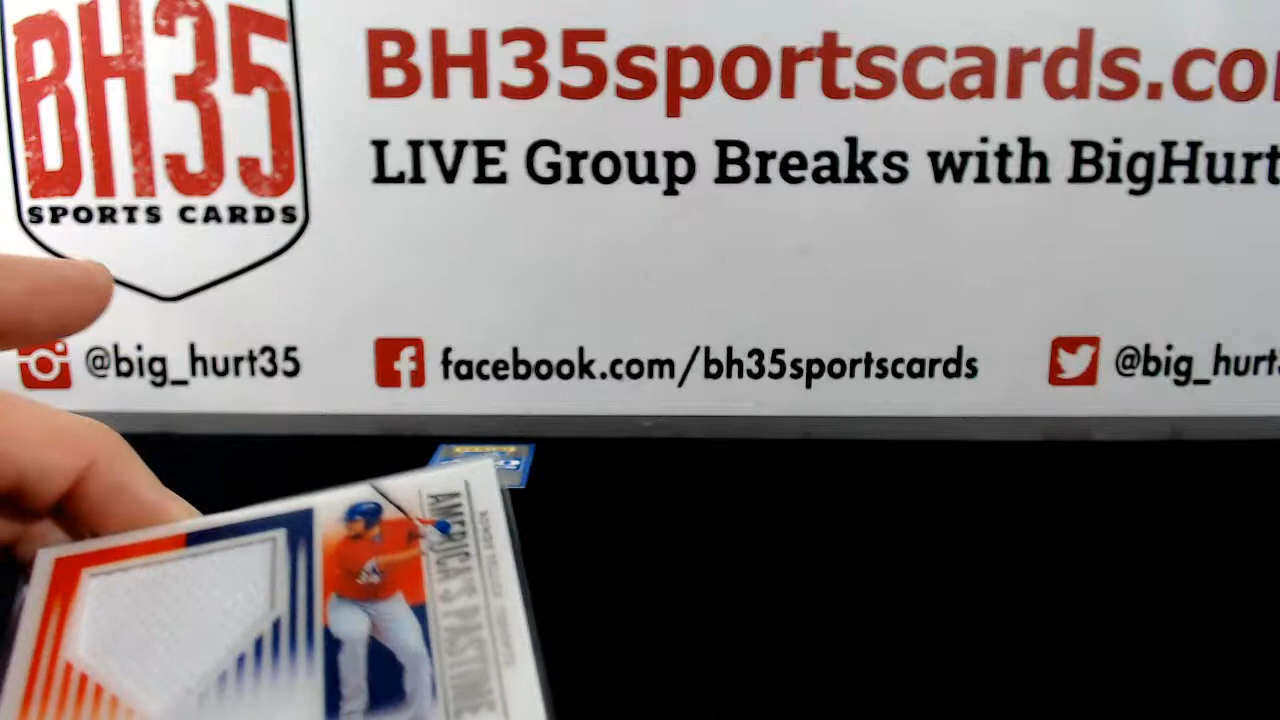 BH35
SPORTS CARDS
BH35sportscards.co
LIVE Group Breaks with BigHurt
@big_hurt35
facebook.com/bh35sportscards
@big_hurt
AMERICA'S PASTIME